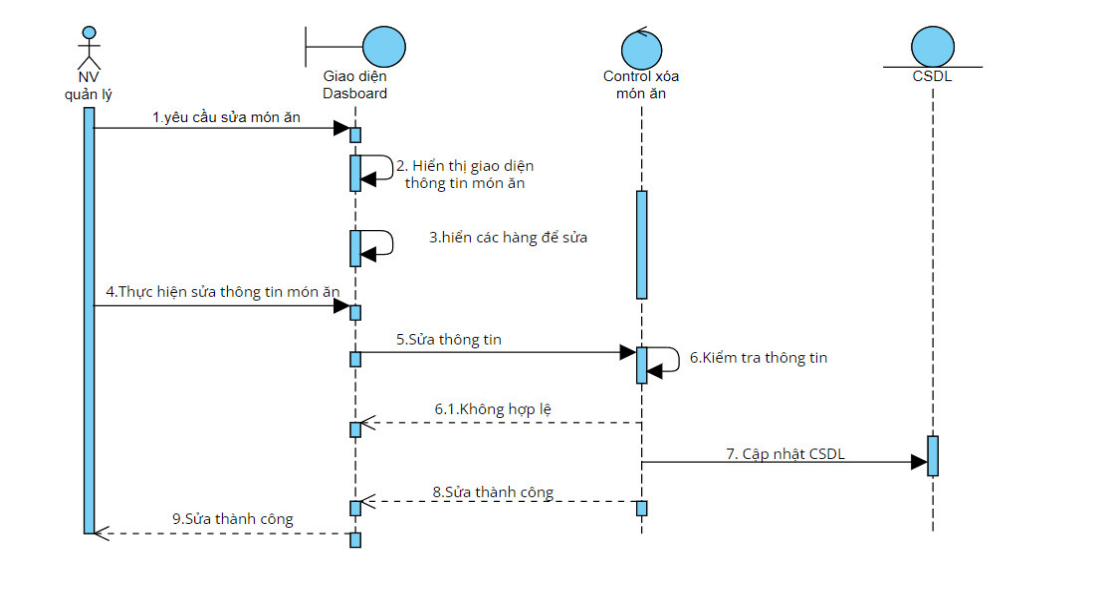 NV
quản lý
Giao diện
Dasboard
Control xóa
món ăn
CSDL
1.yêu cầu sửa món ăn
2. Hiển thị giao diện
thông tin món ăn
3.hiển các hàng để sửa
4.Thực hiện sửa thông tin món ăn
5.Sửa thông tin
6.Kiểm tra thông tin
6.1.Không hợp lệ
7. Cập nhật CSDL
8.Sửa thành công
9.Sửa thành công